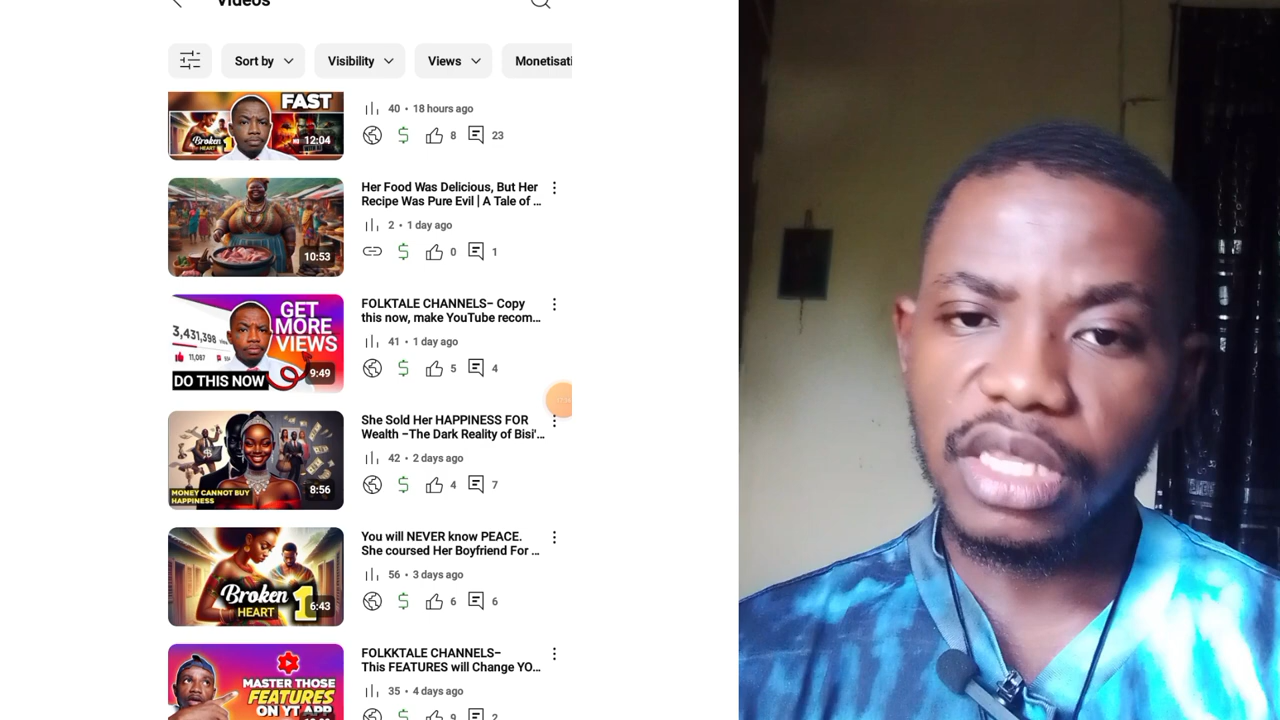 Videos
Sort by
Visibility
Views
Monetisati
FAST
Broken
HEART
1
12:04
40 • 18 hours ago
8
23
Her Food Was Delicious, But Her
Recipe Was Pure Evil | A Tale of ...
2 • 1 day ago
0
1
10:53
GET
MORE
VIEWS
3,431,398
11,087
DO THIS NOW
9:49
FOLKTALE CHANNELS– Copy
this now, make YouTube recom...
41 • 1 day ago
5
4
MONEY CANNOT BUY
HAPPINESS
8:56
She Sold Her HAPPINESS FOR
Wealth –The Dark Reality of Bisi'...
42 • 2 days ago
4
7
Broken
HEART
1
6:43
You will NEVER know PEACE.
She coursed Her Boyfriend For ...
56 • 3 days ago
6
6
MASTER THOSE
FEATURES
ON YT APP
FOLKKTALE CHANNELS–
This FEATURES will Change YO...
35 • 4 days ago
9
2